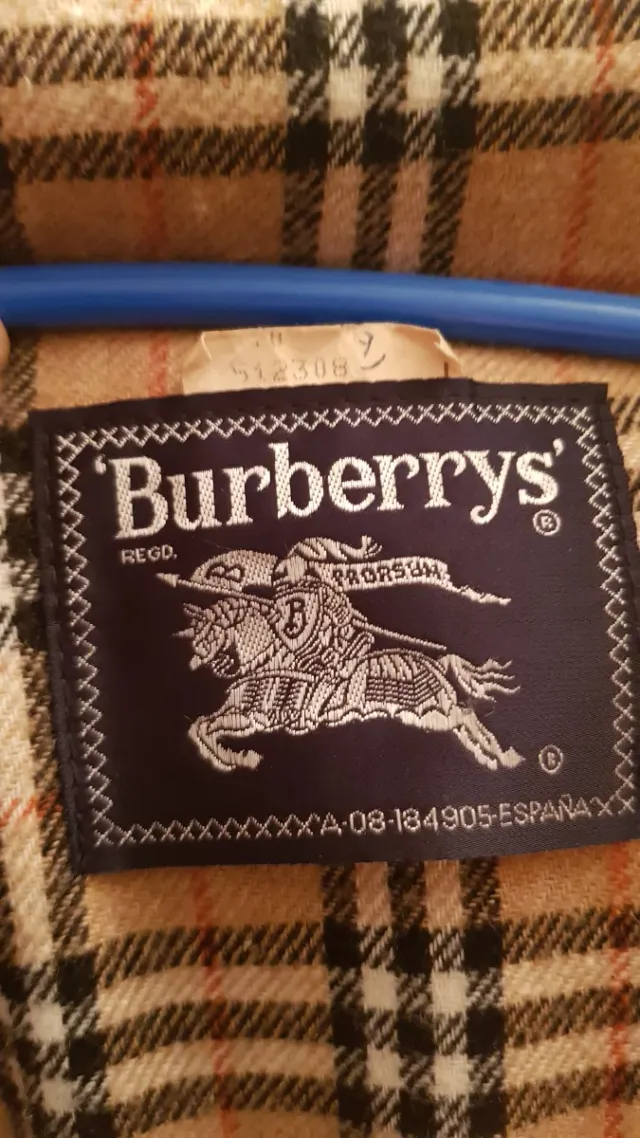 512308 y
'Burberrys'®
REGD.
B PRORSUM
B
®
A-08-184905-ESPAÑA